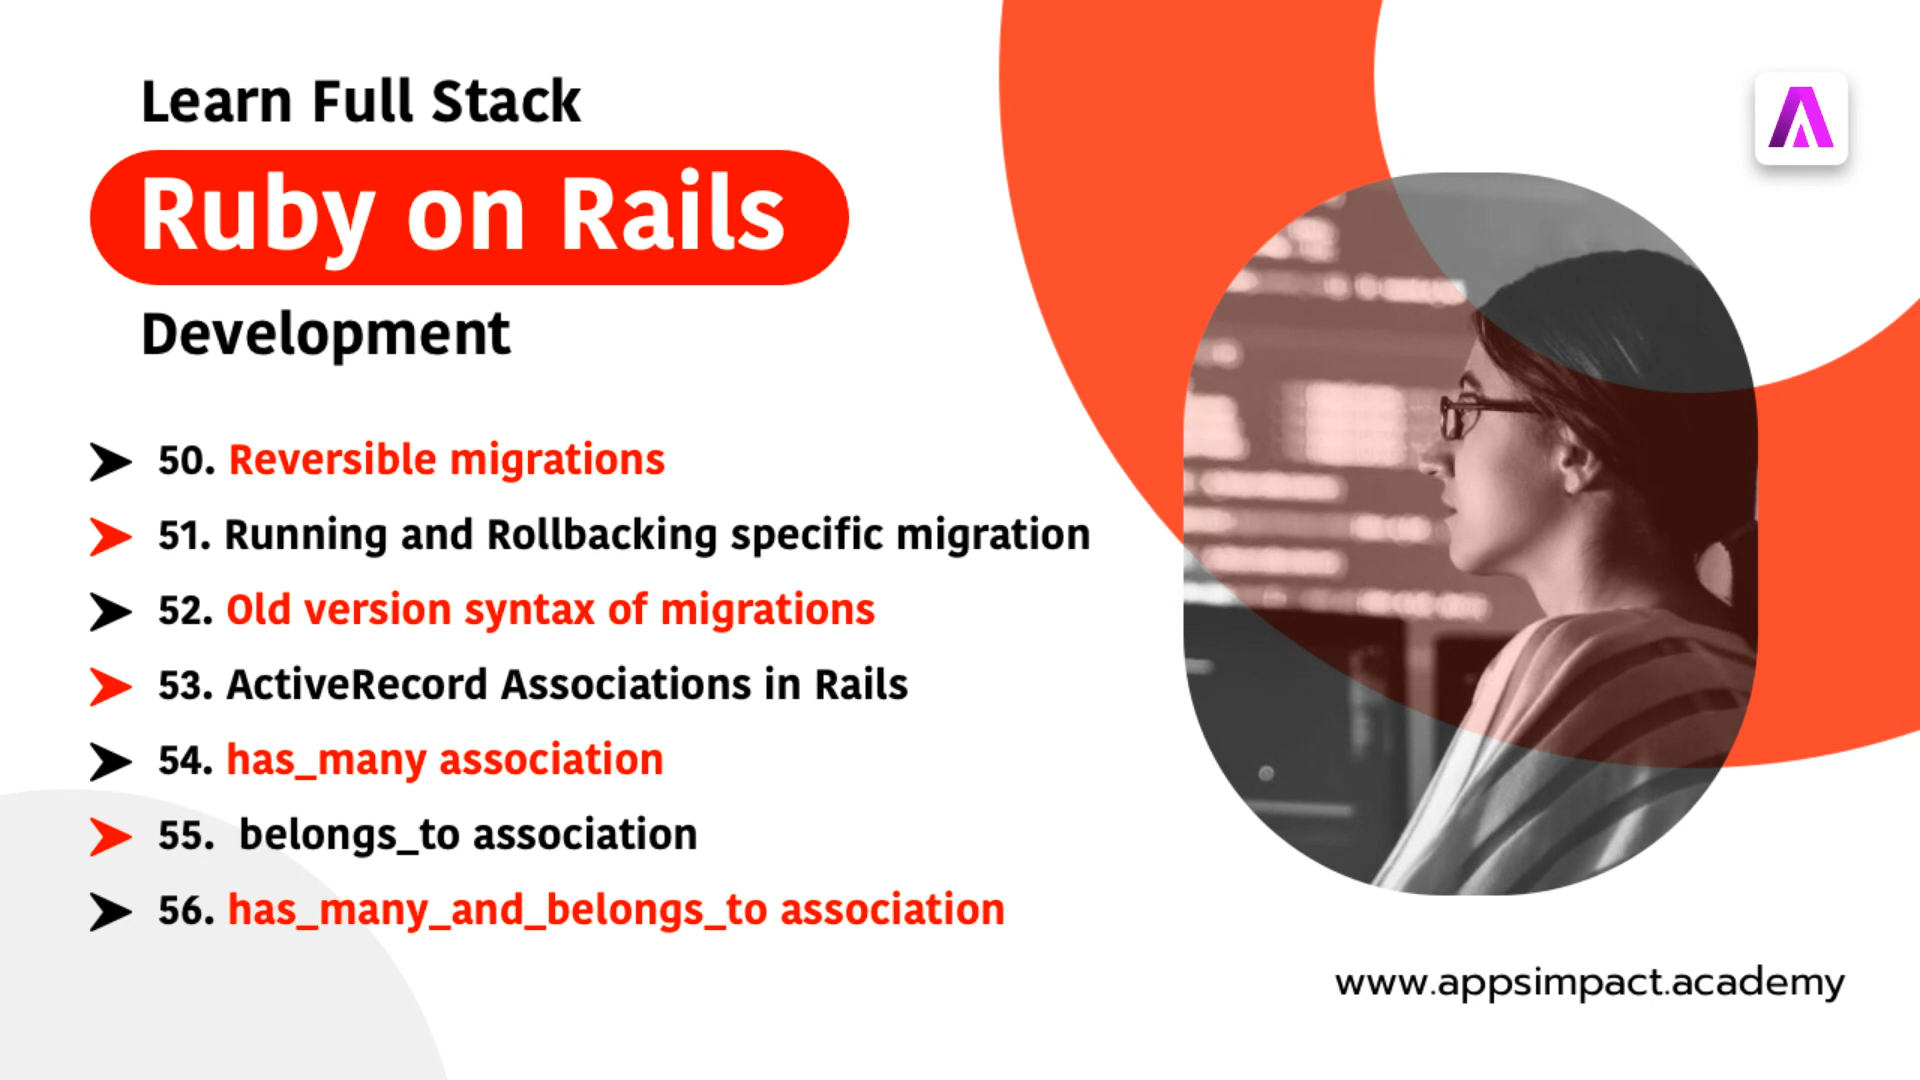 Learn Full Stack
Ruby on Rails
Development
50. Reversible migrations
51. Running and Rollbacking specific migration
52. Old version syntax of migrations
53. ActiveRecord Associations in Rails
54. has_many association
55. belongs_to association
56. has_many_and_belongs_to association
www.appsimpact.academy